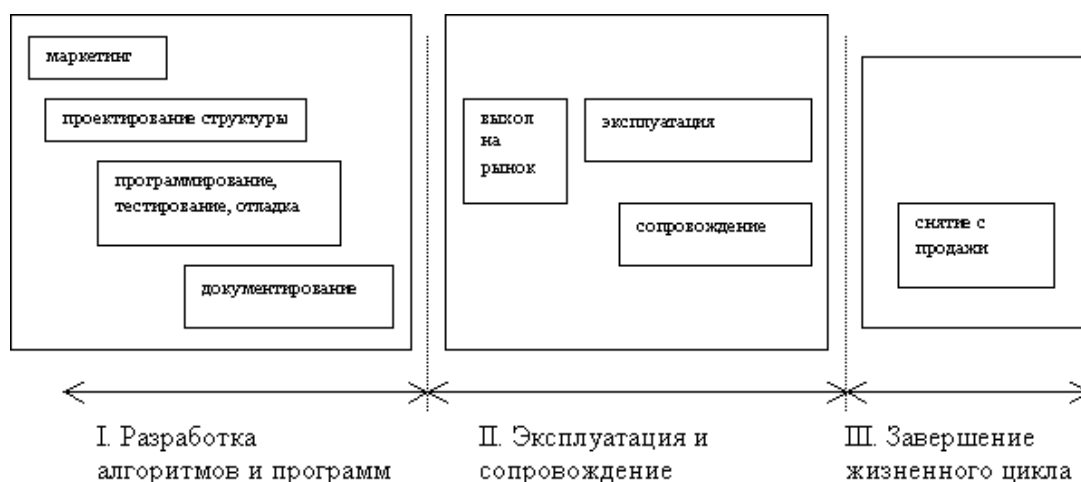 маркетинг
проектирование структуры
программирование,
тестирование, отладка
документирование
выхол
на
рынок
эксплуатация
сопровождение
снятие с
продажи
I. Разработка
алгоритмов и программ
II. Эксплуатация и
сопровождение
III. Завершение
жизненного цикла